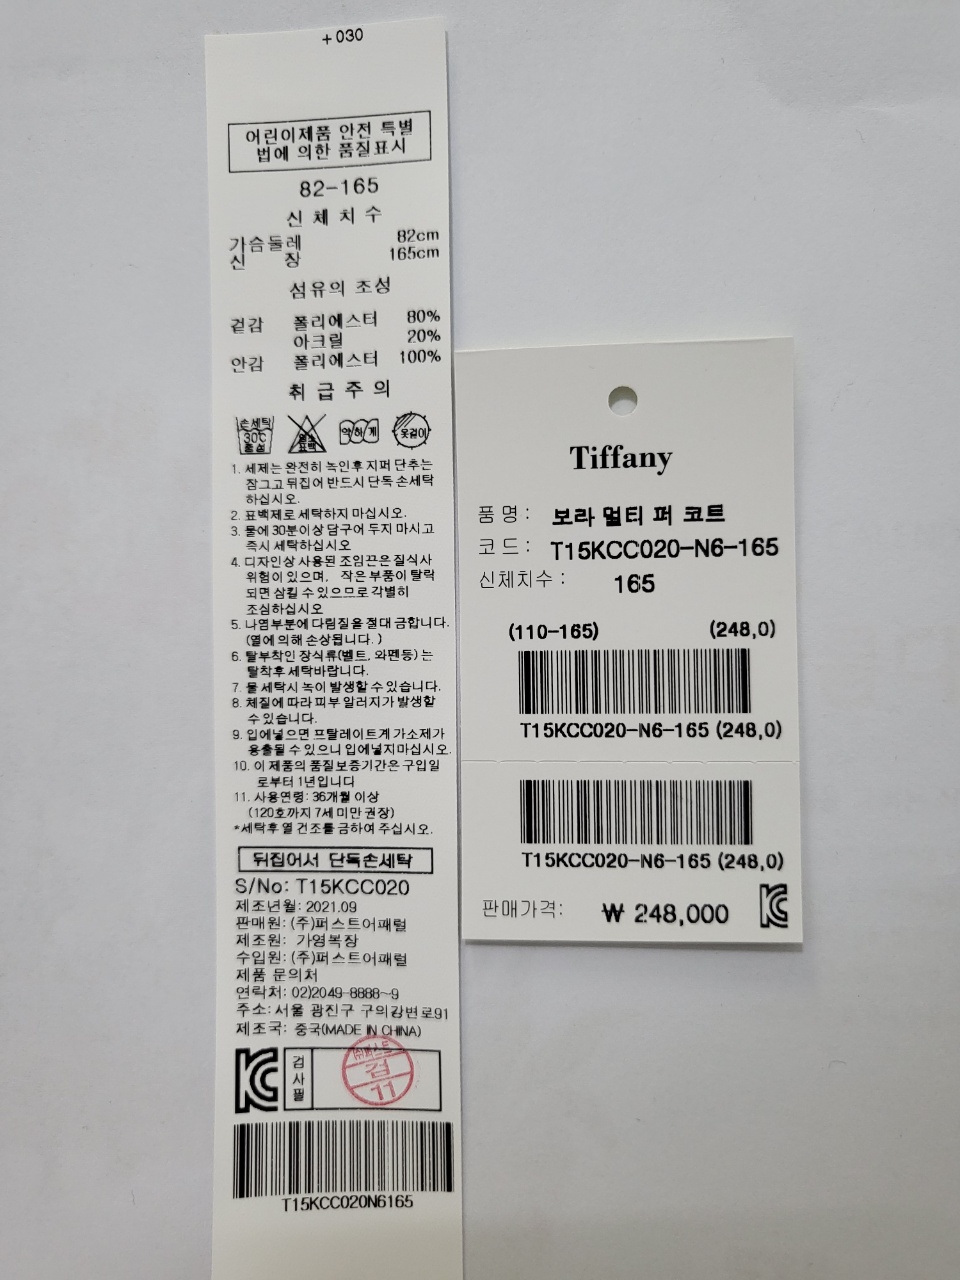 +030
어린이제품 안전 특별
법에 의한 품질표시
82-165
신 체 치 수
가슴둘레 82cm
신 장 165cm
섬유의 조성
겉감 폴리에스터 80%
아크릴 20%
안감 폴리에스터 100%
취 급 주 의
손세탁 30℃ 중성 염소 표백 약하게 옷걸이
1. 세제는 완전히 녹인후 지퍼 단추는
잠그고 뒤집어 반드시 단독 손세탁
하십시오.
2. 표백제로 세탁하지 마십시오.
3. 물에 30분이상 담구어 두지 마시고
즉시 세탁하십시오
4. 디자인상 사용된 조임끈은 질식사
위험이 있으며, 작은 부품이 탈락
되면 삼킬 수 있으므로 각별히
조심하십시오
5. 나염부분에 다림질을 절대 금합니다.
(열에 의해 손상됩니다. )
6. 탈부착인 장식류(벨트, 와펜등) 는
탈착후 세탁바랍니다.
7. 물 세탁시 녹이 발생할 수 있습니다.
8. 체질에 따라 피부 알러지가 발생할
수 있습니다.
9. 입에넣으면 프탈레이트계 가소제가
용출될 수 있으니 입에넣지마십시오.
10. 이 제품의 품질보증기간은 구입일
로부터 1년입니다
11. 사용연령: 36개월 이상
(120호까지 7세 미만 권장)
*세탁후 열 건조를 금하여 주십시오.
뒤집어서 단독손세탁
S/No: T15KCC020
제조년월: 2021.09
판매원: (주)퍼스트어패럴
제조원: 가영복장
수입원: (주)퍼스트어패럴
제품 문의처
연락처: 02)2049-8888~9
주소: 서울 광진구 구의강변로91
제조국: 중국(MADE IN CHINA)
KC 검사필 (주)퍼스트 검 11
T15KCC020N6165
Tiffany
품 명 : 보라 멀티 퍼 코트
코 드 : T15KCC020-N6-165
신체치수 : 165
(110-165) (248,0)
T15KCC020-N6-165 (248,0)
T15KCC020-N6-165 (248,0)
판매가격: ₩ 248,000 KC